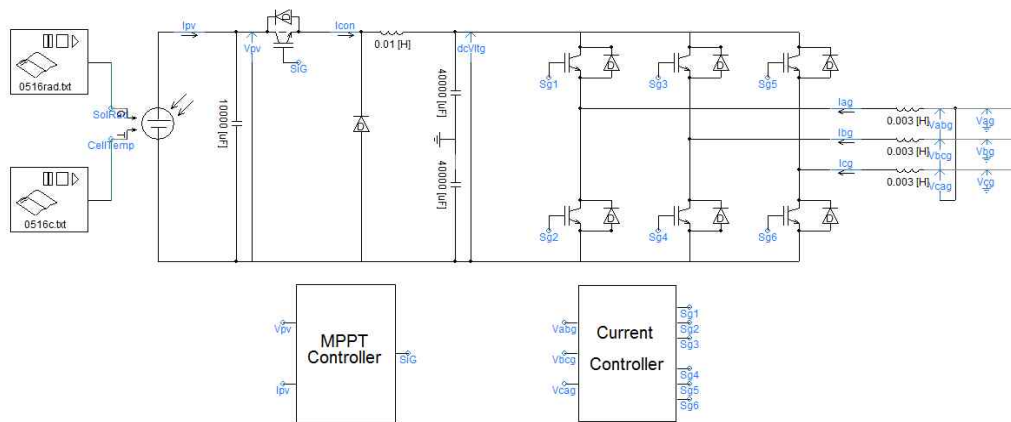 Ipv
Icon
0.01 [H]
0516rad.txt
SolRad
G
T
CellTemp
0516c.txt
10000 [uF]
Vpv
D
SIG
D
dcVltg
40000 [uF]
40000 [uF]
Sg1
D
Sg3
D
Sg5
D
Iag
0.003 [H]
Vabg
Vag
Ibg
0.003 [H]
Vbcg
Vbg
Icg
0.003 [H]
Vcag
Vcg
Sg2
D
Sg4
D
Sg6
D
Vpv
Ipv
MPPT
Controller
SIG
Vabg
Vbcg
Vcag
Current
Controller
Sg1
Sg2
Sg3
Sg4
Sg5
Sg6